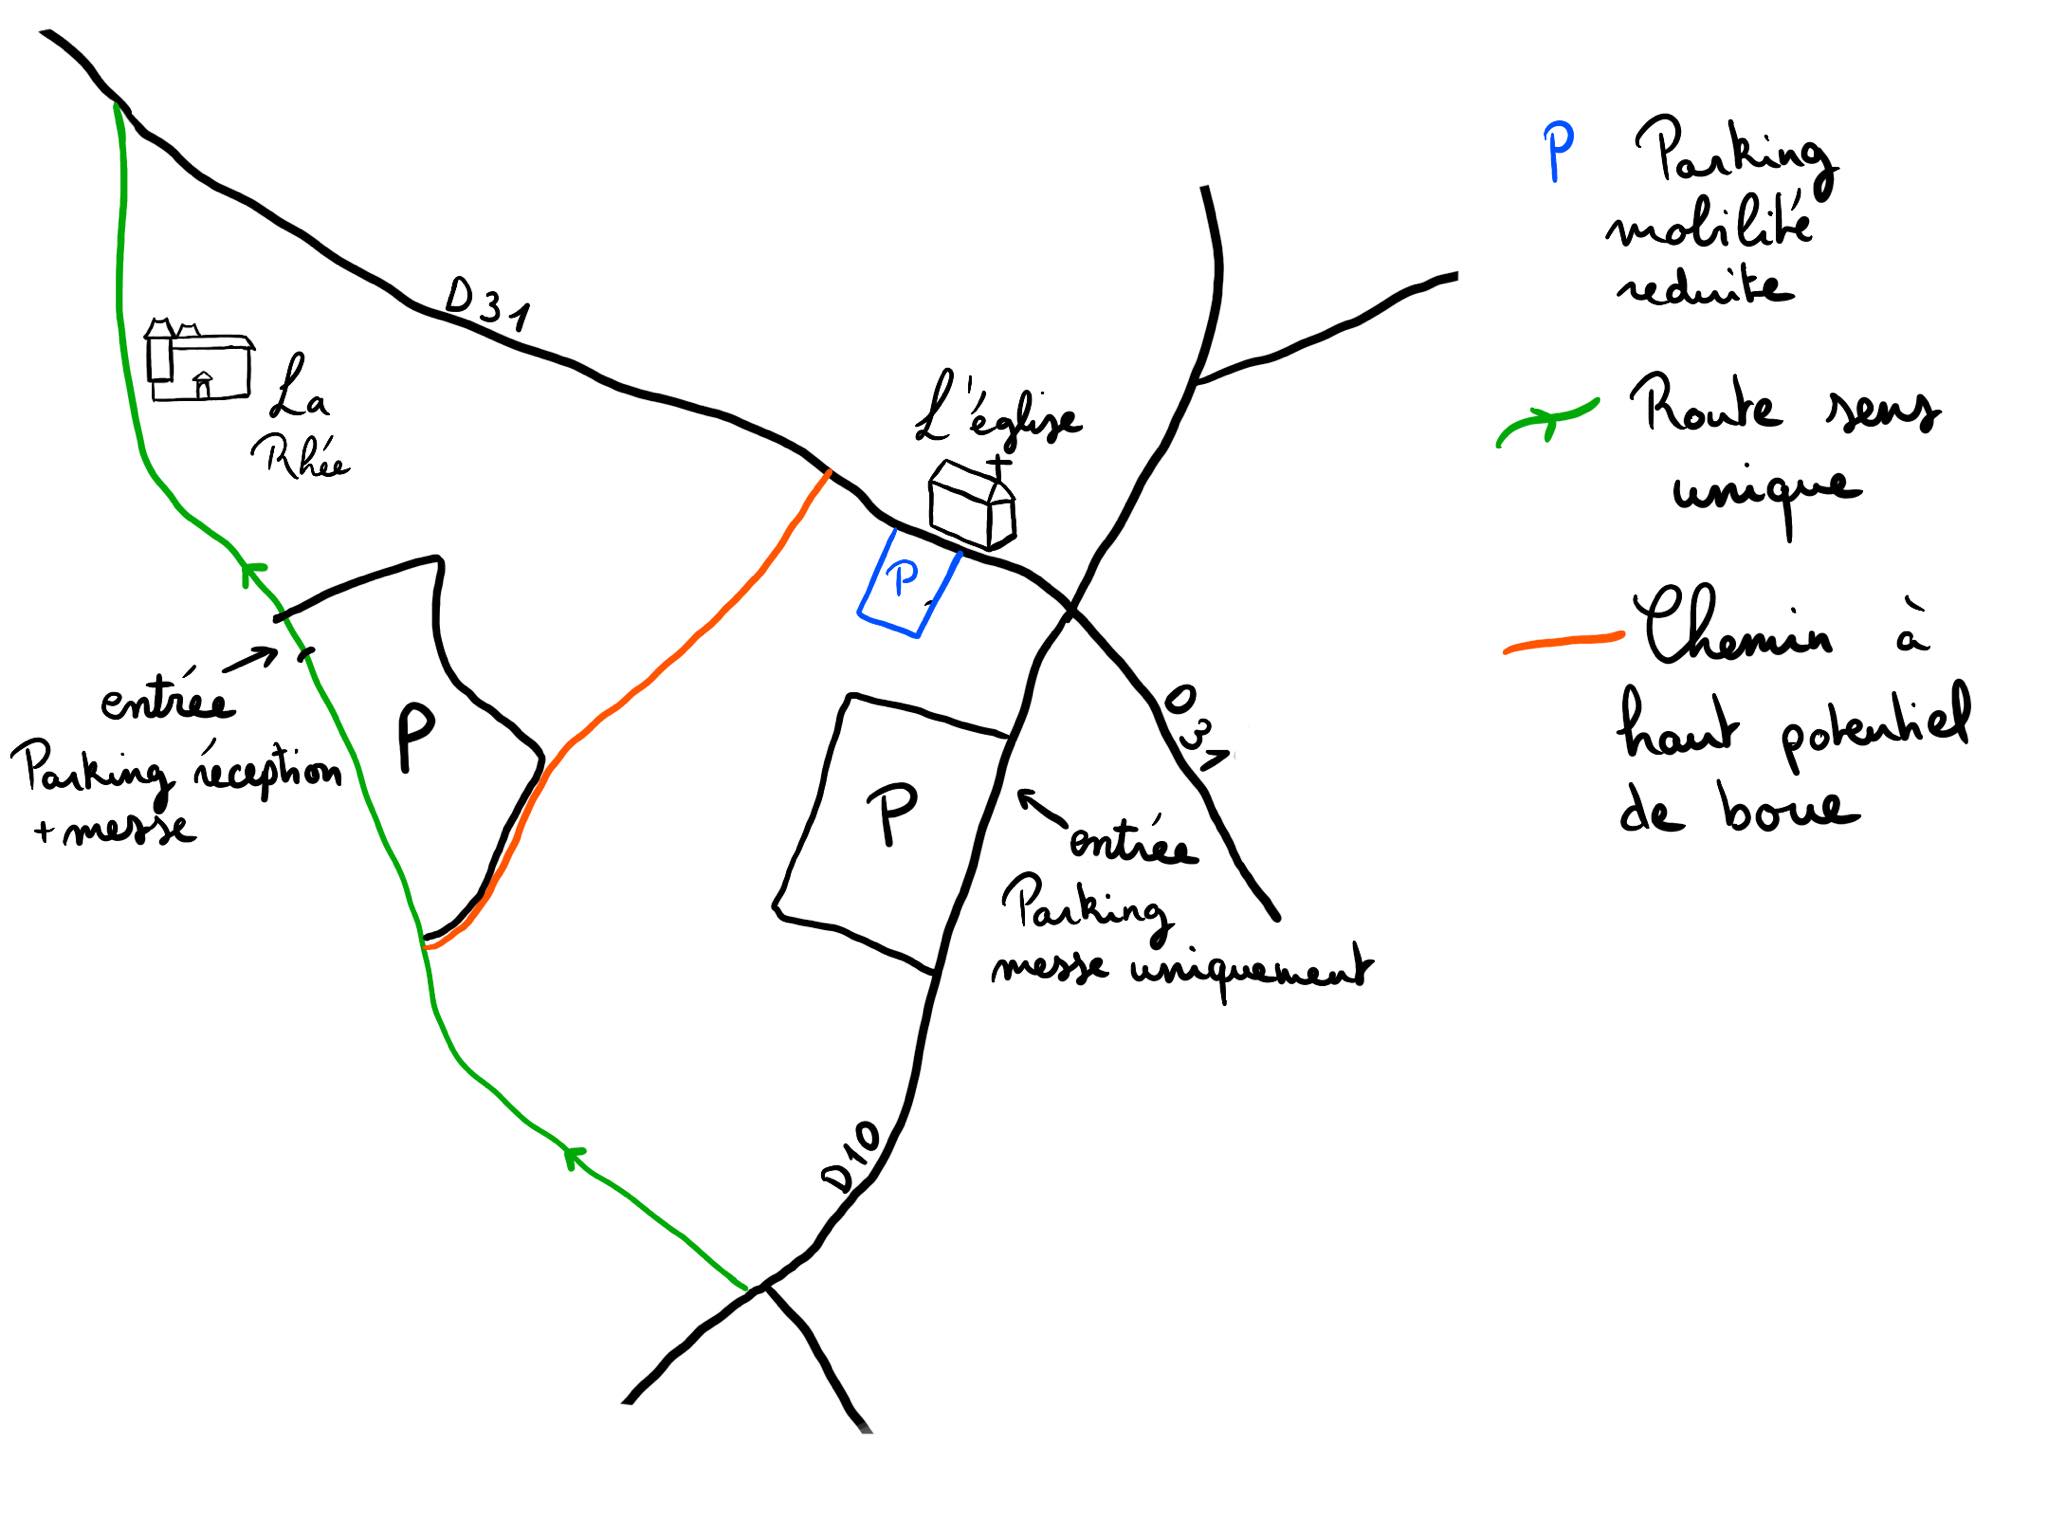 D31
La
Rhée
L'église
P
P
entrée
Parking réception
+ messe
P
D31
entrée
Parking
messe uniquement
D10
P Parking
mobilité
reduite
Route sens
unique
Chemin à
haut potentiel
de boue